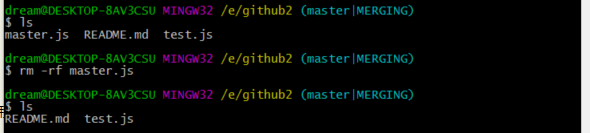 dream@DESKTOP-8AV3CSU MINGW32 /e/github2 (master|MERGING)
$ ls
master.js  README.md  test.js
dream@DESKTOP-8AV3CSU MINGW32 /e/github2 (master|MERGING)
$ rm -rf master.js
dream@DESKTOP-8AV3CSU MINGW32 /e/github2 (master|MERGING)
$ ls
README.md  test.js